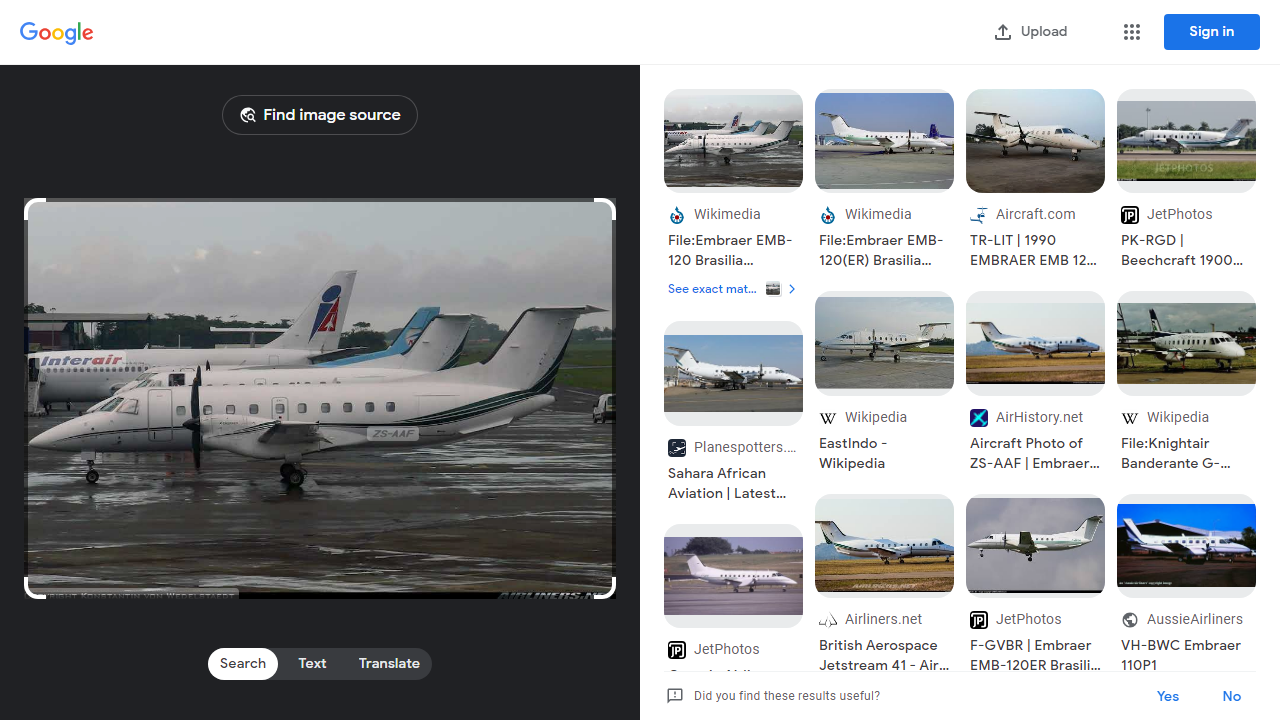 Google
Upload
Sign in
Find image source
Interair
ZS-AAF
AIRLINERS.NET
Search
Text
Translate
Wikimedia
File:Embraer EMB-
120 Brasilia...
See exact mat...
Wikimedia
File:Embraer EMB-
120(ER) Brasilia...
Aircraft.com
TR-LIT | 1990
EMBRAER EMB 12...
JetPhotos
PK-RGD |
Beechcraft 1900...
Planespotters....
Sahara African
Aviation | Latest...
Wikipedia
EastIndo -
Wikipedia
AirHistory.net
Aircraft Photo of
ZS-AAF | Embraer...
Wikipedia
File:Knightair
Banderante G-...
JetPhotos
Airliners.net
British Aerospace
Jetstream 41 - Air...
JetPhotos
F-GVBR | Embraer
EMB-120ER Brasili...
AussieAirliners
VH-BWC Embraer
110P1
Did you find these results useful?
Yes
No